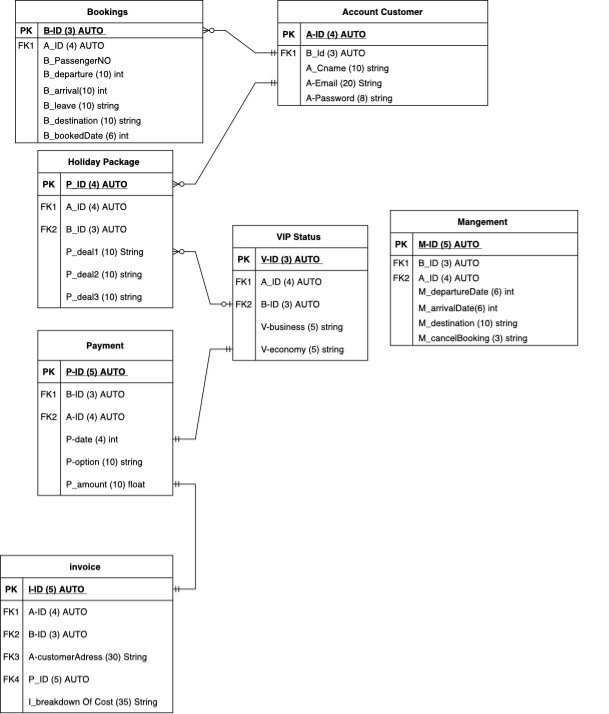 Bookings
PK B-ID (3) AUTO
FK1 A_ID (4) AUTO
B_PassengerNO
B_departure (10) int
B_arrival(10) int
B_leave (10) string
B_destination (10) string
B_bookedDate (6) int
Account Customer
PK A-ID (4) AUTO
FK1 B_Id (3) AUTO
A_Cname (10) string
A-Email (20) String
A-Password (8) string
Holiday Package
PK P_ID (4) AUTO
FK1 A_ID (4) AUTO
FK2 B_ID (3) AUTO
P_deal1 (10) String
P_deal2 (10) string
P_deal3 (10) string
VIP Status
PK V-ID (3) AUTO
FK1 A_ID (4) AUTO
FK2 B-ID (3) AUTO
V-business (5) string
V-economy (5) string
Mangement
PK M-ID (5) AUTO
FK1 B_ID (3) AUTO
FK2 A_ID (4) AUTO
M_departureDate (6) int
M_arrivalDate(6) int
M_destination (10) string
M_cancelBooking (3) string
Payment
PK P-ID (5) AUTO
FK1 B-ID (3) AUTO
FK2 A-ID (4) AUTO
P-date (4) int
P-option (10) string
P_amount (10) float
invoice
PK I-ID (5) AUTO
FK1 A-ID (4) AUTO
FK2 B-ID (3) AUTO
FK3 A-customerAdress (30) String
FK4 P_ID (5) AUTO
I_breakdown Of Cost (35) String